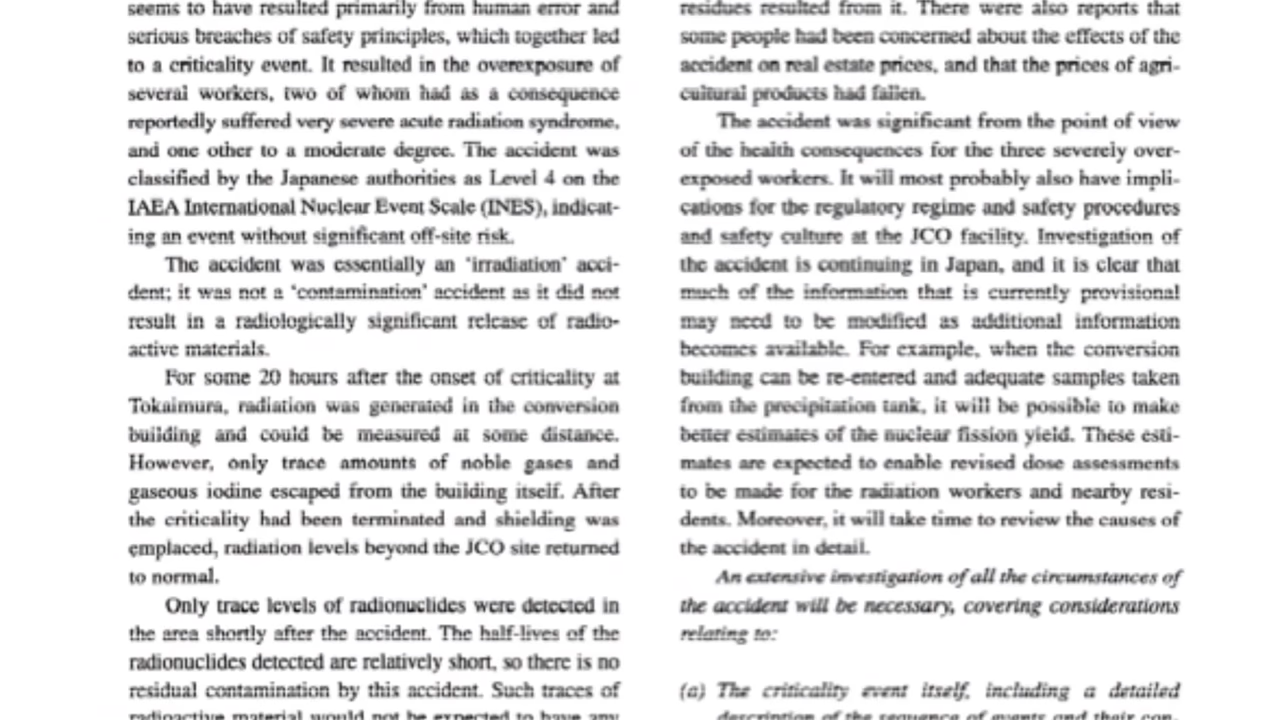 seems to have resulted primarily from human error and
serious breaches of safety principles, which together led
to a criticality event. It resulted in the overexposure of
several workers, two of whom had as a consequence
reportedly suffered very severe acute radiation syndrome,
and one other to a moderate degree. The accident was
classified by the Japanese authorities as Level 4 on the
IAEA International Nuclear Event Scale (INES), indicat-
ing an event without significant off-site risk.
The accident was essentially an 'irradiation' acci-
dent; it was not a 'contamination' accident as it did not
result in a radiologically significant release of radio-
active materials.
For some 20 hours after the onset of criticality at
Tokaimura, radiation was generated in the conversion
building and could be measured at some distance.
However, only trace amounts of noble gases and
gaseous iodine escaped from the building itself. After
the criticality had been terminated and shielding was
emplaced, radiation levels beyond the JCO site returned
to normal.
Only trace levels of radionuclides were detected in
the area shortly after the accident. The half-lives of the
radionuclides detected are relatively short, so there is no
residual contamination by this accident. Such traces of
radioactive material would not be expected to have any
residues resulted from it. There were also reports that
some people had been concerned about the effects of the
accident on real estate prices, and that the prices of agri-
cultural products had fallen.
The accident was significant from the point of view
of the health consequences for the three severely over-
exposed workers. It will most probably also have impli-
cations for the regulatory regime and safety procedures
and safety culture at the JCO facility. Investigation of
the accident is continuing in Japan, and it is clear that
much of the information that is currently provisional
may need to be modified as additional information
becomes available. For example, when the conversion
building can be re-entered and adequate samples taken
from the precipitation tank, it will be possible to make
better estimates of the nuclear fission yield. These esti-
mates are expected to enable revised dose assessments
to be made for the radiation workers and nearby resi-
dents. Moreover, it will take time to review the causes of
the accident in detail.
An extensive investigation of all the circumstances of
the accident will be necessary, covering considerations
relating to:
(a) The criticality event itself, including a detailed
description of the sequence of events and their con-